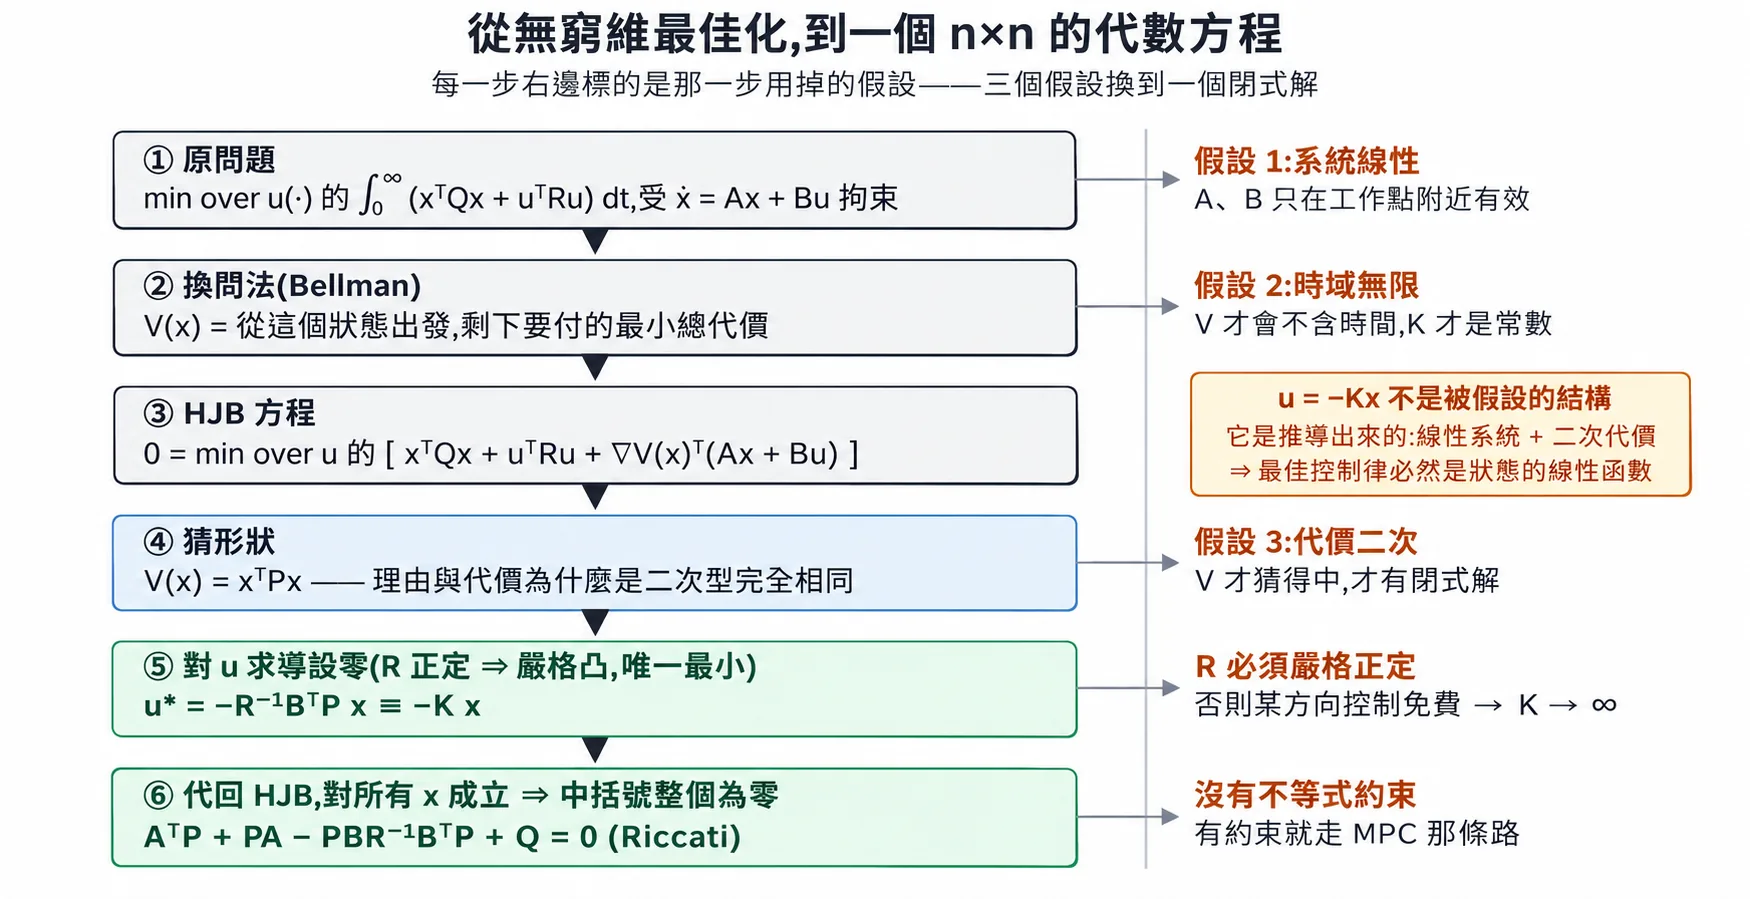 從無窮維最佳化,到一個 n×n 的代數方程
每一步右邊標的是那一步用掉的假設——三個假設換到一個閉式解
① 原問題
min over u(·) 的 ∫₀^∞ (xᵀQx + uᵀRu) dt,受 ẋ = Ax + Bu 拘束
假設 1:系統線性
A、B 只在工作點附近有效
② 換問法(Bellman)
V(x) = 從這個狀態出發,剩下要付的最小總代價
假設 2:時域無限
V 才會不含時間,K 才是常數
③ HJB 方程
0 = min over u 的 [ xᵀQx + uᵀRu + ∇V(x)ᵀ(Ax + Bu) ]
u = −Kx 不是被假設的結構
它是推導出來的:線性系統 + 二次代價
⇒ 最佳控制律必然是狀態的線性函數
④ 猜形狀
V(x) = xᵀPx —— 理由與代價為什麼是二次型完全相同
假設 3:代價二次
V 才猜得中,才有閉式解
⑤ 對 u 求導設零(R 正定 ⇒ 嚴格凸,唯一最小)
u* = −R⁻¹BᵀP x ≡ −K x
R 必須嚴格正定
否則某方向控制免費 → K → ∞
⑥ 代回 HJB,對所有 x 成立 ⇒ 中括號整個為零
AᵀP + PA − PBR⁻¹BᵀP + Q = 0 (Riccati)
沒有不等式約束
有約束就走 MPC 那條路